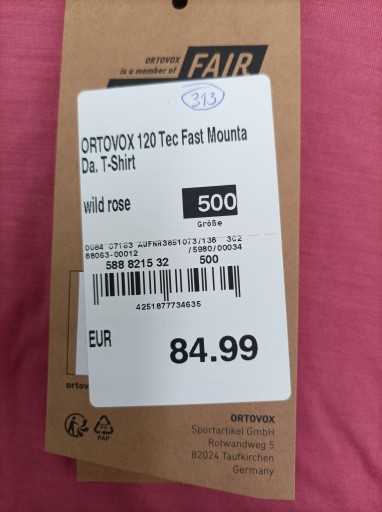 ORTOVOX
is a member of
FAIR
313
ORTOVOX 120 Tec Fast Mounta
Da. T-Shirt
wild rose
500
Größe
0084 07163 AUFNR3851073/138 302
88063-00012 /5980/00034
588 8215 32 500
4251877734635
EUR
84.99
ortov
PAP
ORTOVOX
Sportartikel GmbH
Rotwandweg 5
82024 Taufkirchen
Germany